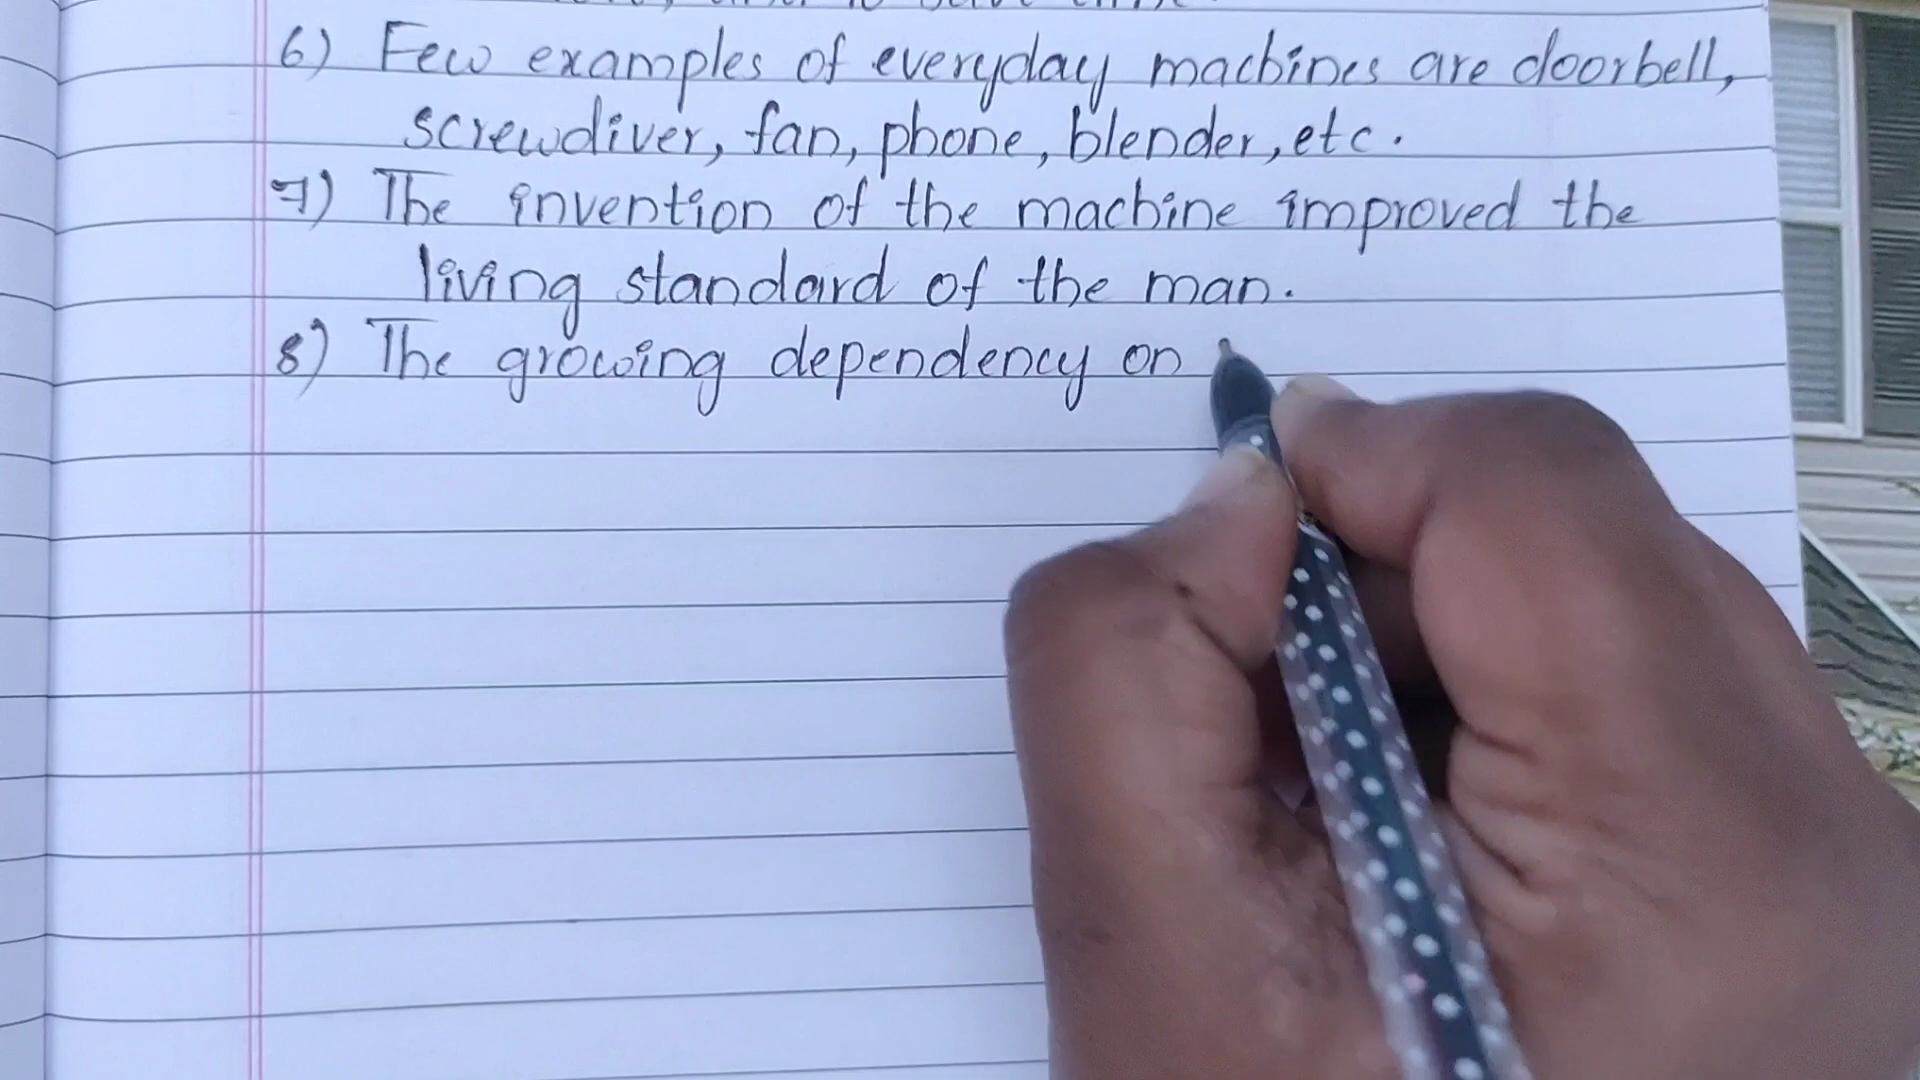 6) Few examples of everyday machines are doorbell,
screwdiver, fan, phone, blender, etc.
7) The invention of the machine improved the
living standard of the man.
8) The growing dependency on